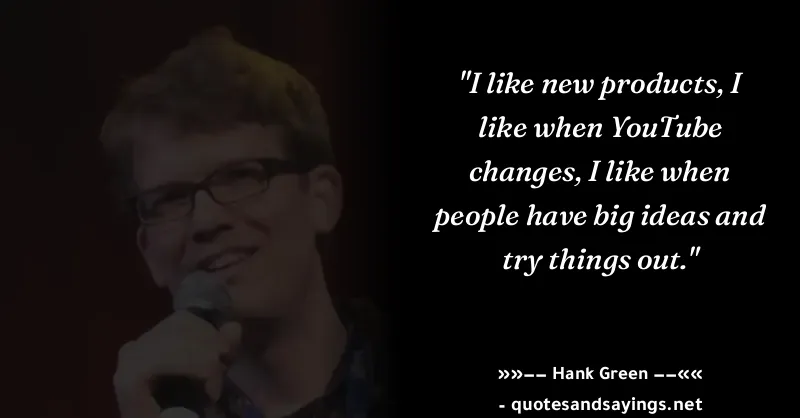 "I like new products, I
like when YouTube
changes, I like when
people have big ideas and
try things out."
»»—— Hank Green ——««
- quotesandsayings.net